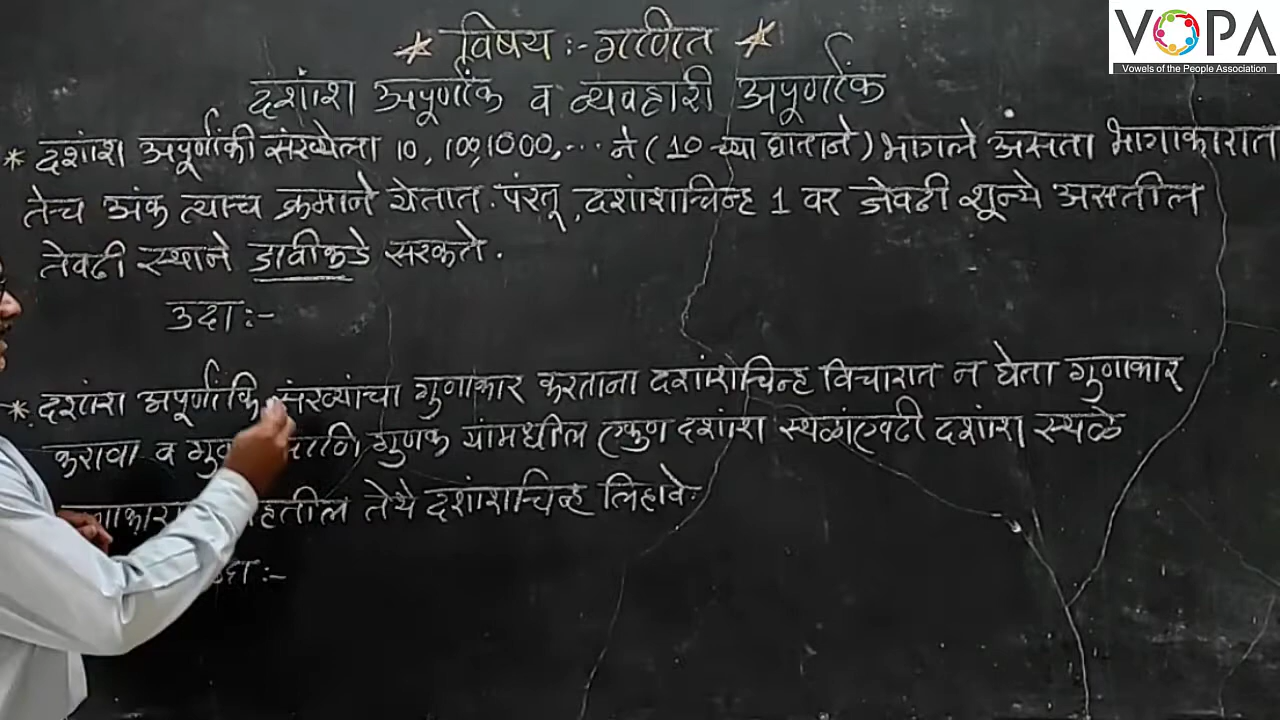 विषय :- गणित
VOPA
Vowels of the People Association
दशांश अपूर्णांक व व्यवहारी अपूर्णांक
* दशांश अपूर्णांकी संख्येला 10, 100, 1000, ... ने (10 च्या घाताने) भागले असता भागाकारात
तेच अंक त्याच क्रमाने येतात. परंतू, दशांशचिन्ह 1 वर जेवढी शून्ये असतील
तेवढी स्थाने डावीकडे सरकते.
उदा :-
* दशांश अपूर्णांकि संख्यांचा गुणाकार करताना दशांशचिन्ह विचारात न घेता गुणाकार
करावा व गुणक यांमधील एकुण दशांश स्थळांएवढी दशांश स्थळे
तेथे दशांशचिन्ह लिहावे.
उदा :-